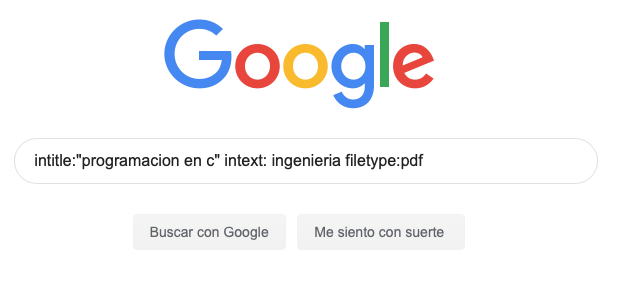 Google
intitle:"programacion en c" intext: ingenieria filetype:pdf
Buscar con Google
Me siento con suerte